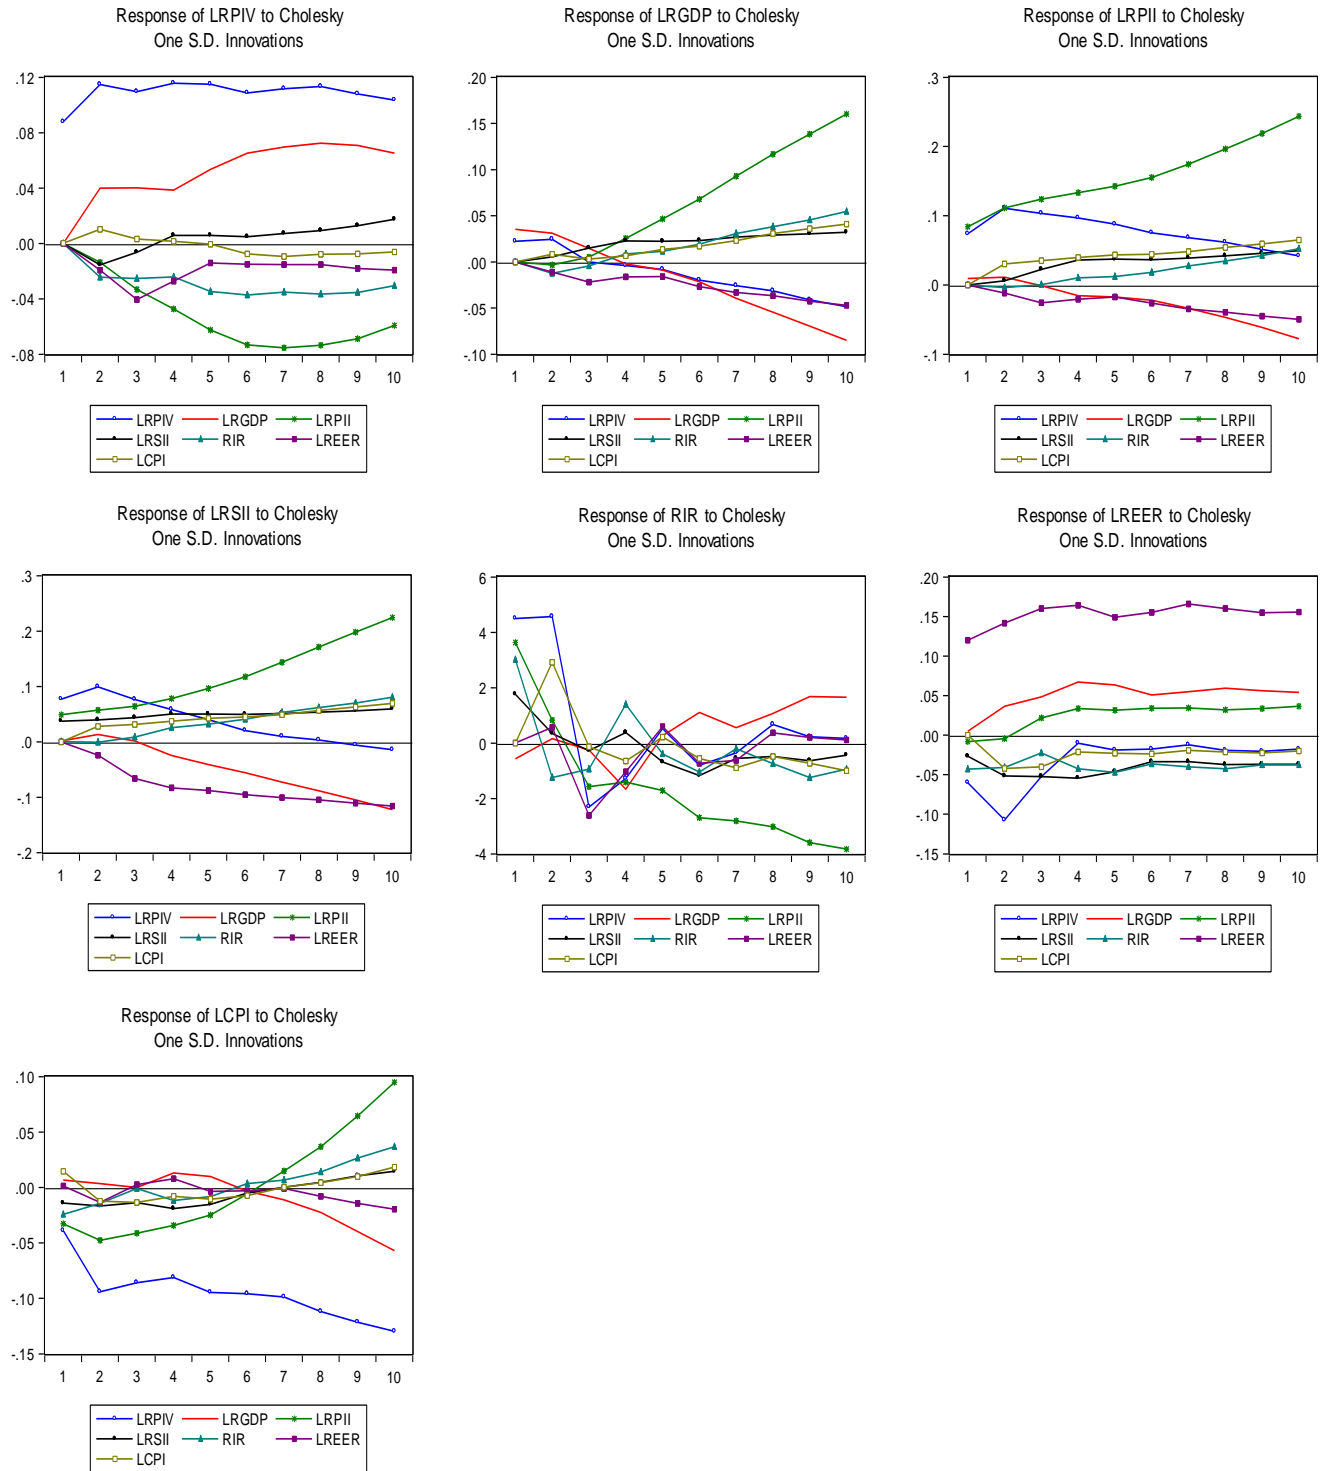 Response of LRPIV to Cholesky
One S.D. Innovations
.12
.08
.04
.00
-.04
-.08
1 2 3 4 5 6 7 8 9 10
LRPIV LRGDP LRPII
LRSII RIR LREER
LCPI
Response of LRGDP to Cholesky
One S.D. Innovations
.20
.15
.10
.05
.00
-.05
-.10
1 2 3 4 5 6 7 8 9 10
LRPIV LRGDP LRPII
LRSII RIR LREER
LCPI
Response of LRPII to Cholesky
One S.D. Innovations
.3
.2
.1
.0
-.1
1 2 3 4 5 6 7 8 9 10
LRPIV LRGDP LRPII
LRSII RIR LREER
LCPI
Response of LRSII to Cholesky
One S.D. Innovations
.3
.2
.1
.0
-.1
-.2
1 2 3 4 5 6 7 8 9 10
LRPIV LRGDP LRPII
LRSII RIR LREER
LCPI
Response of RIR to Cholesky
One S.D. Innovations
6
4
2
0
-2
-4
1 2 3 4 5 6 7 8 9 10
LRPIV LRGDP LRPII
LRSII RIR LREER
LCPI
Response of LREER to Cholesky
One S.D. Innovations
.20
.15
.10
.05
.00
-.05
-.10
-.15
1 2 3 4 5 6 7 8 9 10
LRPIV LRGDP LRPII
LRSII RIR LREER
LCPI
Response of LCPI to Cholesky
One S.D. Innovations
.10
.05
.00
-.05
-.10
-.15
1 2 3 4 5 6 7 8 9 10
LRPIV LRGDP LRPII
LRSII RIR LREER
LCPI